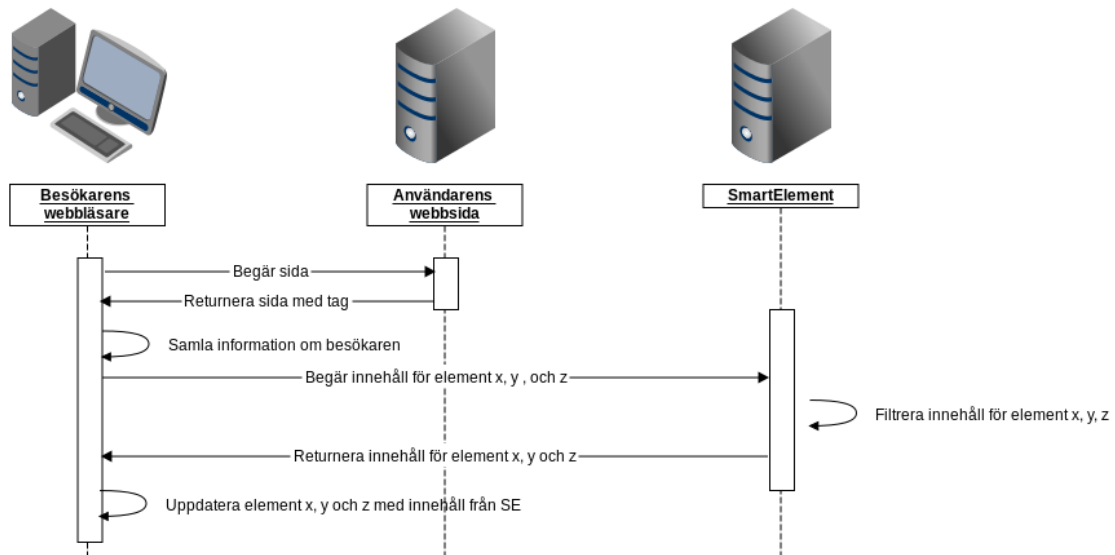 Besökarens
webbläsare
Användarens
webbsida
SmartElement
Begär sida
Returnera sida med tag
Samla information om besökaren
Begär innehåll för element x, y , och z
Filtrera innehåll för element x, y, z
Returnera innehåll för element x, y och z
Uppdatera element x, y och z med innehåll från SE